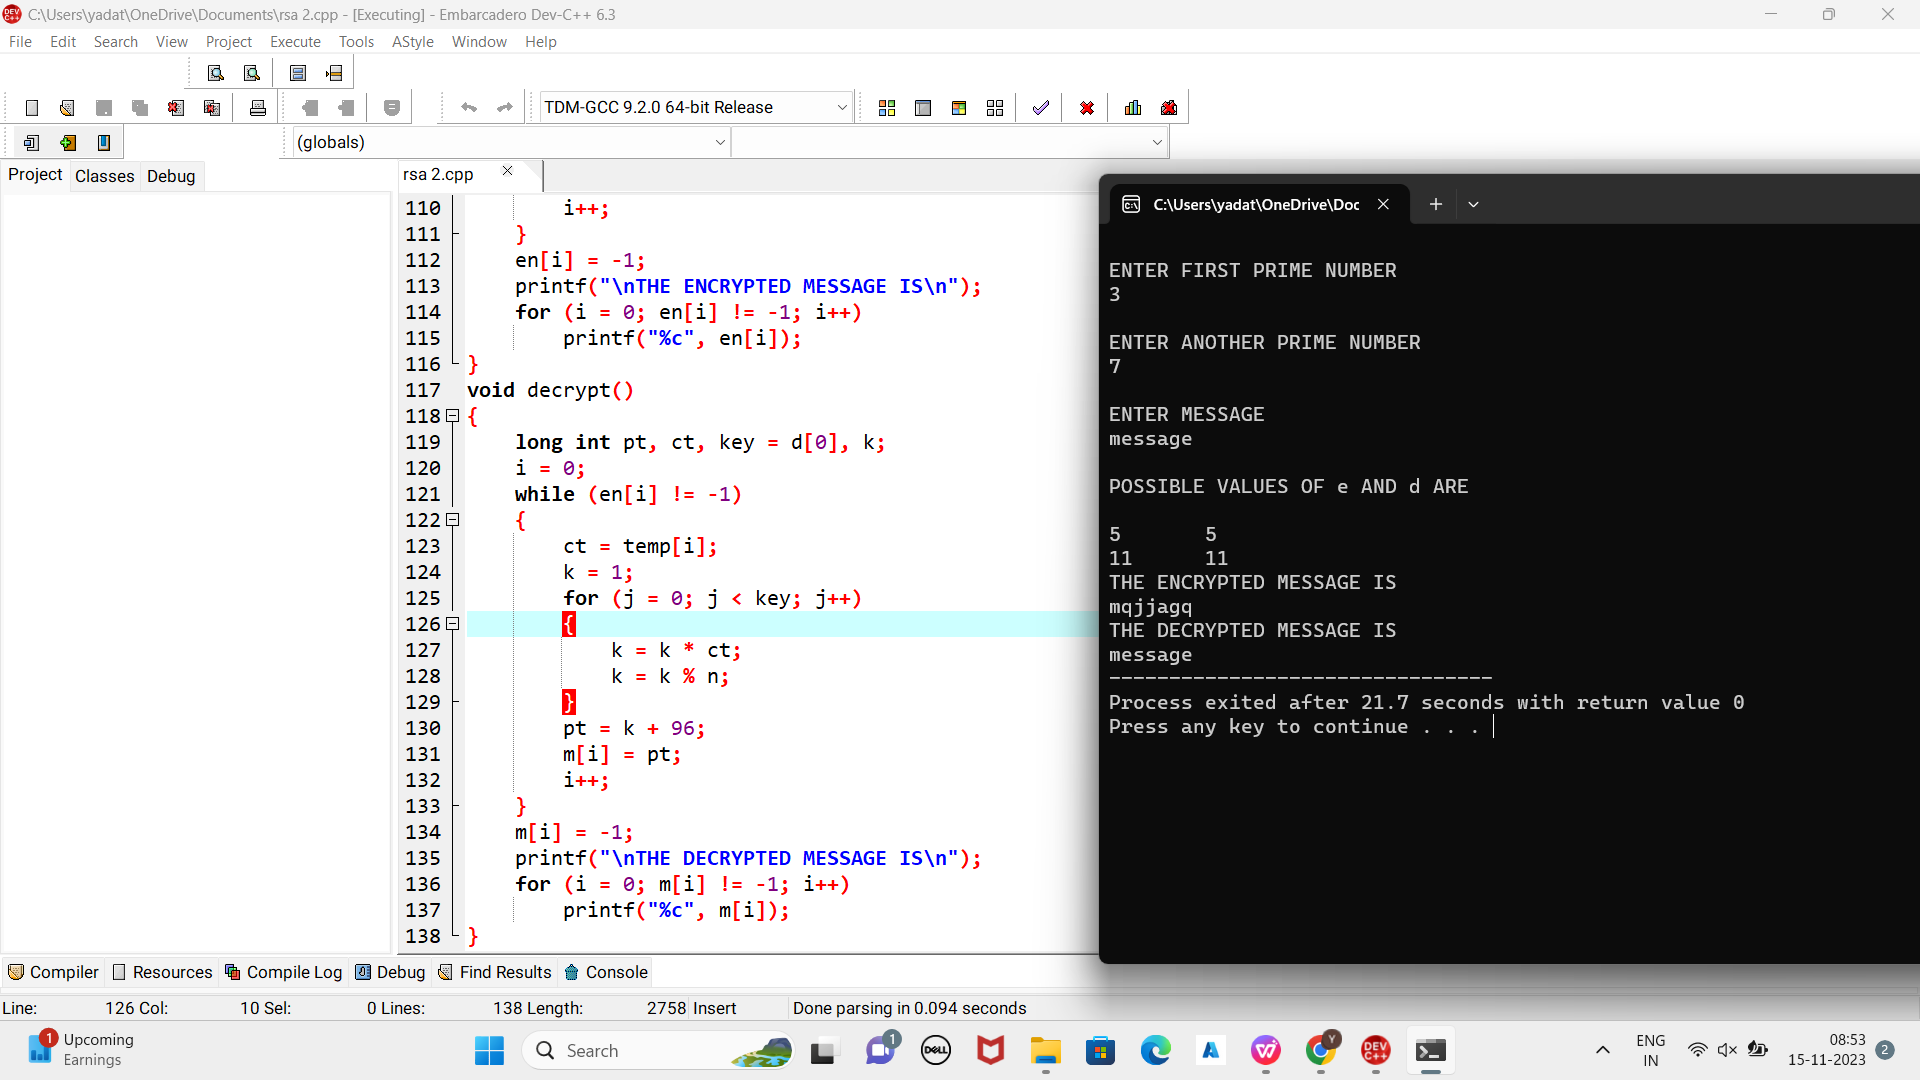 C:\Users\yadat\OneDrive\Documents\rsa 2.cpp - [Executing] - Embarcadero Dev-C++ 6.3
File Edit Search View Project Execute Tools AStyle Window Help
TDM-GCC 9.2.0 64-bit Release
(globals)
Project Classes Debug
rsa 2.cpp
110 i++;
111 }
112 en[i] = -1;
113 printf("\nTHE ENCRYPTED MESSAGE IS\n");
114 for (i = 0; en[i] != -1; i++)
115 printf("%c", en[i]);
116 }
117 void decrypt()
118 {
119 long int pt, ct, key = d[0], k;
120 i = 0;
121 while (en[i] != -1)
122 {
123 ct = temp[i];
124 k = 1;
125 for (j = 0; j < key; j++)
126 {
127 k = k * ct;
128 k = k % n;
129 }
130 pt = k + 96;
131 m[i] = pt;
132 i++;
133 }
134 m[i] = -1;
135 printf("\nTHE DECRYPTED MESSAGE IS\n");
136 for (i = 0; m[i] != -1; i++)
137 printf("%c", m[i]);
138 }
C:\Users\yadat\OneDrive\Doc
ENTER FIRST PRIME NUMBER
3
ENTER ANOTHER PRIME NUMBER
7
ENTER MESSAGE
message
POSSIBLE VALUES OF e AND d ARE
5 5
11 11
THE ENCRYPTED MESSAGE IS
mqjjagq
THE DECRYPTED MESSAGE IS
message
--------------------------------
Process exited after 21.7 seconds with return value 0
Press any key to continue . . .
Compiler Resources Compile Log Debug Find Results Console
Line: 126 Col: 10 Sel: 0 Lines: 138 Length: 2758 Insert Done parsing in 0.094 seconds
1 Upcoming
Earnings
Search
1
DELL
Y
DEV C++
ENG
IN
08:53
15-11-2023
2